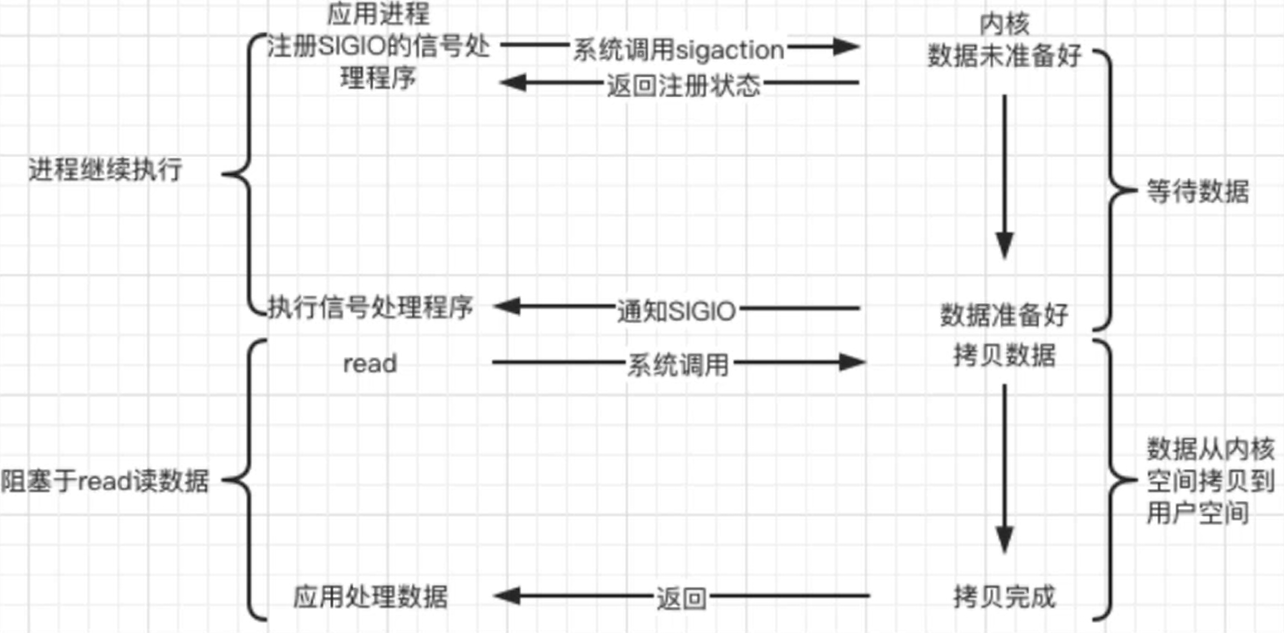 应用进程
注册SIGIO的信号处
理程序
系统调用sigaction
返回注册状态
内核
数据未准备好
进程继续执行
等待数据
执行信号处理程序
通知SIGIO
数据准备好
read
系统调用
拷贝数据
阻塞于read读数据
数据从内核
空间拷贝到
用户空间
应用处理数据
返回
拷贝完成